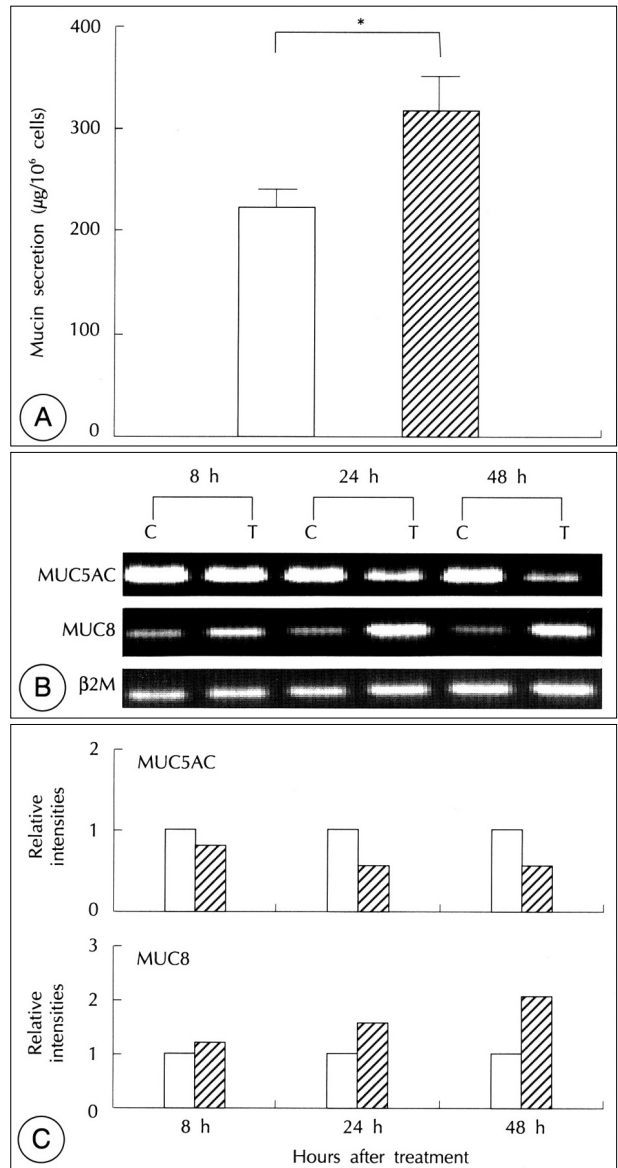 400
*
300
200
100
0
Mucin secretion (μg/10⁶ cells)
A
8 h 24 h 48 h
C T C T C T
MUC5AC
MUC8
β2M
B
2
MUC5AC
1
0
Relative
intensities
3
MUC8
2
1
0
Relative
intensities
8 h 24 h 48 h
Hours after treatment
C